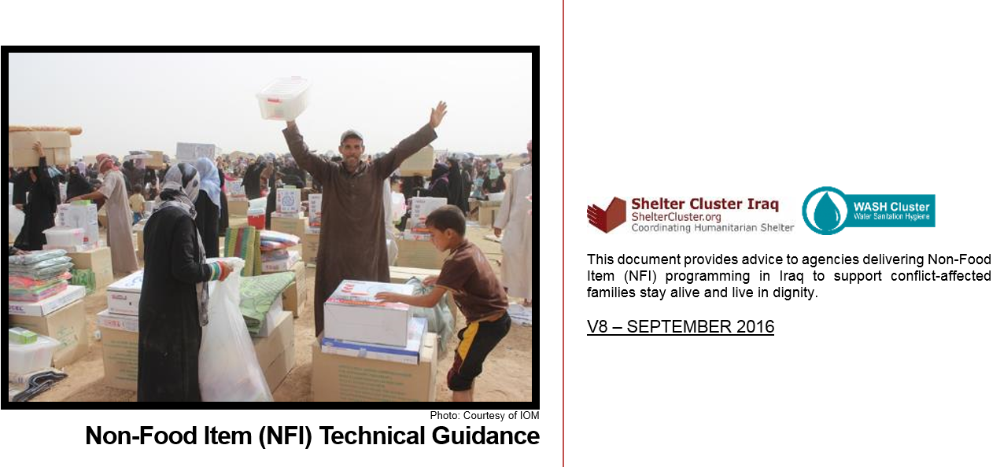 Photo: Courtesy of IOM
Non-Food Item (NFI) Technical Guidance
Shelter Cluster Iraq
ShelterCluster.org
Coordinating Humanitarian Shelter
WASH Cluster
Water Sanitation Hygiene
This document provides advice to agencies delivering Non-Food
Item (NFI) programming in Iraq to support conflict-affected
families stay alive and live in dignity.
V8 – SEPTEMBER 2016